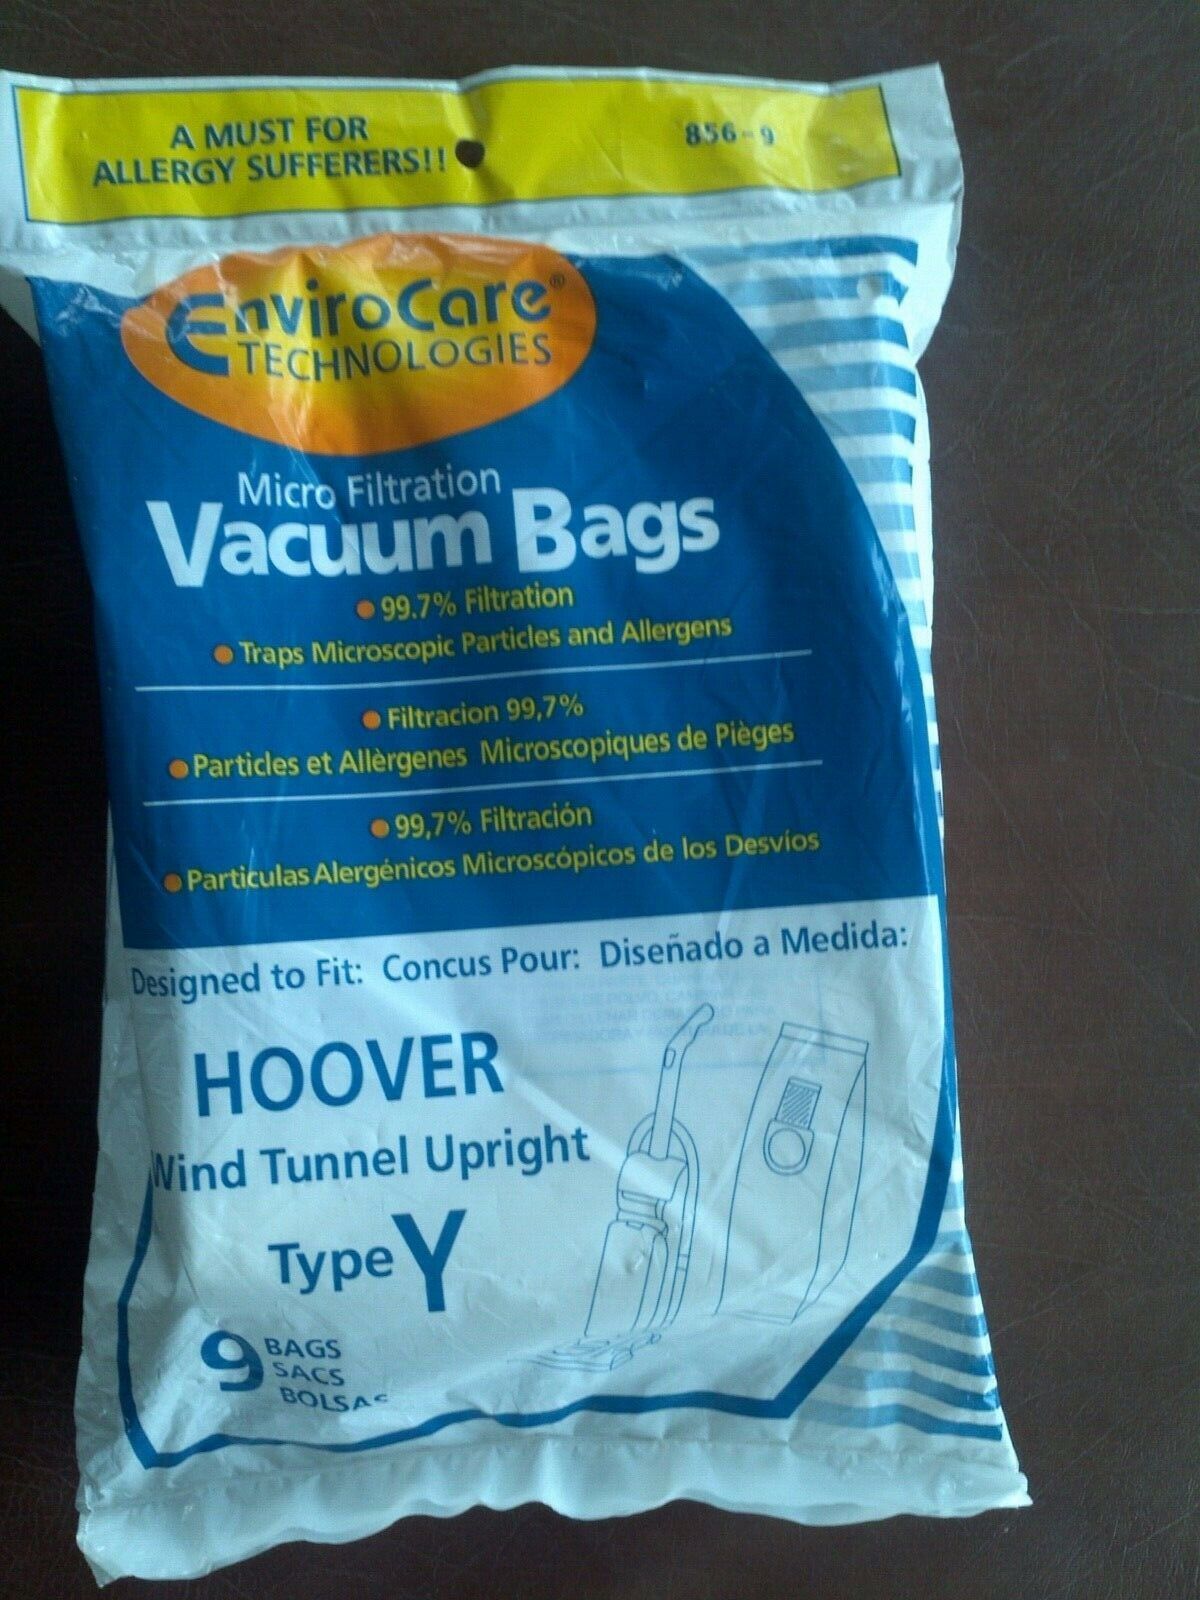 A MUST FOR
ALLERGY SUFFERERS!!
856-9
EnviroCare®
TECHNOLOGIES
Micro Filtration
Vacuum Bags
● 99.7% Filtration
● Traps Microscopic Particles and Allergens
● Filtracion 99,7%
● Particles et Allèrgenes Microscopiques de Pièges
● 99,7% Filtración
● Particulas Alergénicos Microscópicos de los Desvíos
Designed to Fit: Concus Pour: Diseñado a Medida:
HOOVER
Wind Tunnel Upright
Type Y
9 BAGS
SACS
BOLSAS